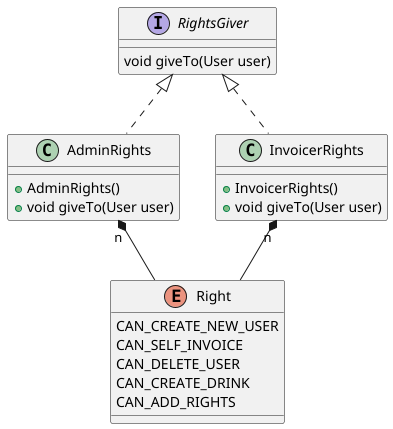 I RightsGiver
void giveTo(User user)
C AdminRights
AdminRights()
void giveTo(User user)
C InvoicerRights
InvoicerRights()
void giveTo(User user)
n
n
E Right
CAN_CREATE_NEW_USER
CAN_SELF_INVOICE
CAN_DELETE_USER
CAN_CREATE_DRINK
CAN_ADD_RIGHTS